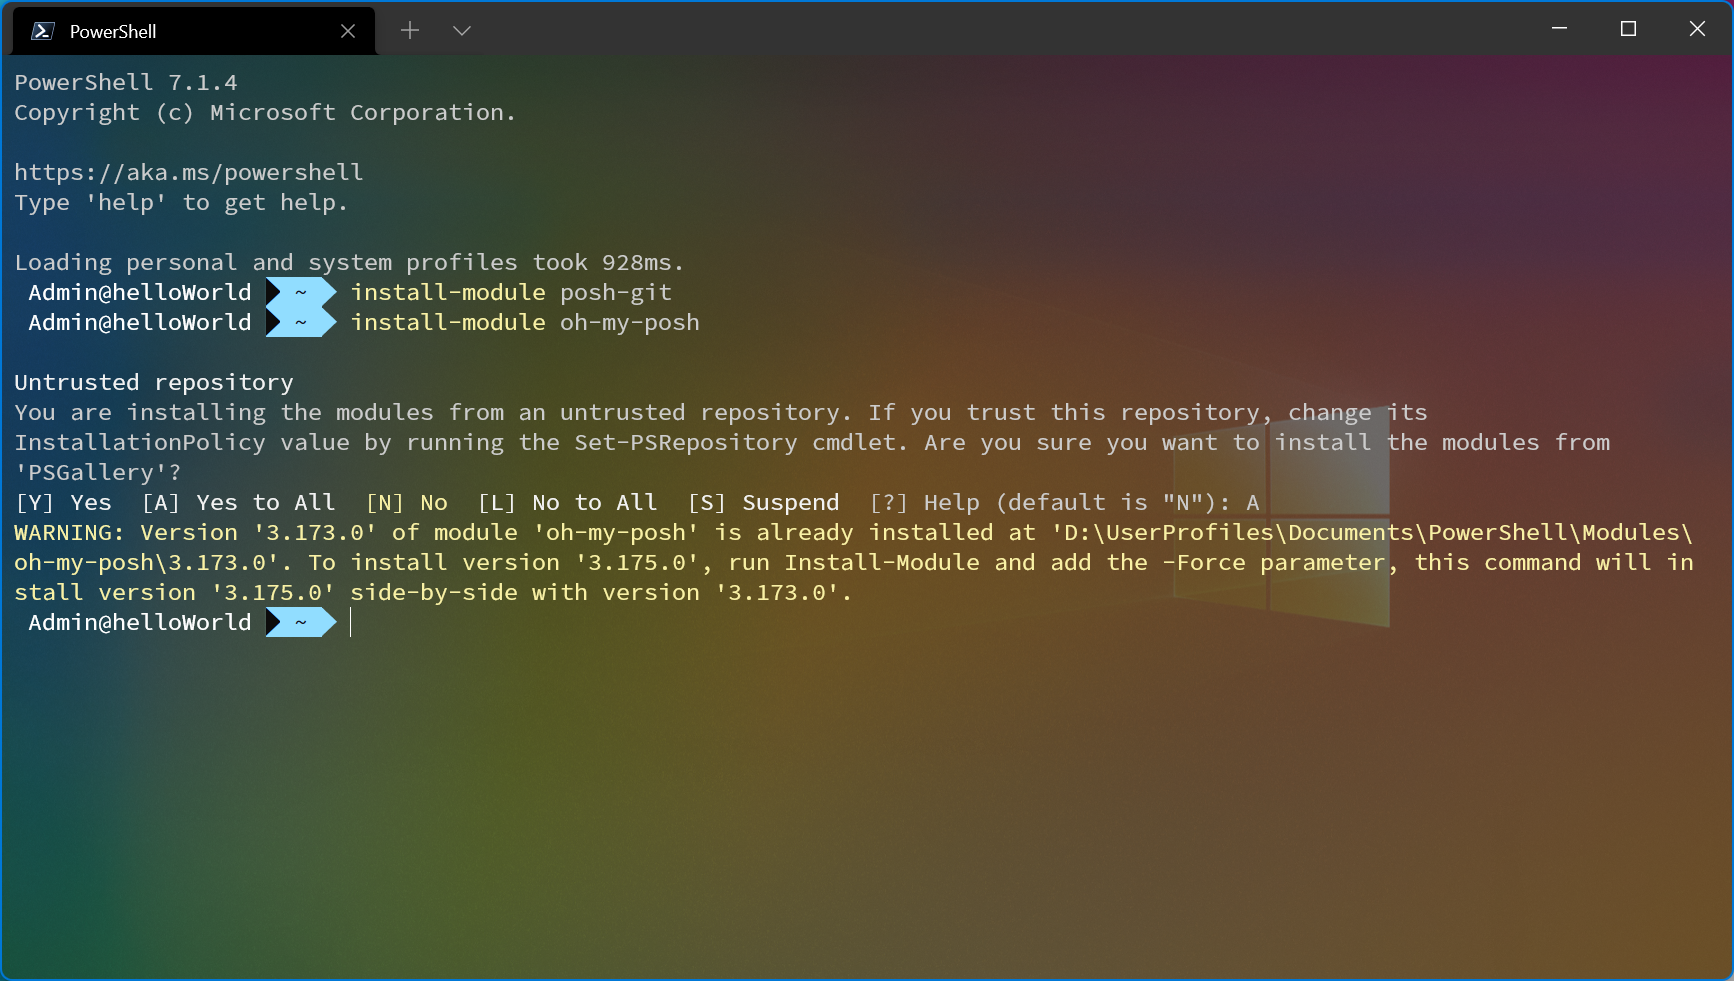 PowerShell
PowerShell 7.1.4
Copyright (c) Microsoft Corporation.
https://aka.ms/powershell
Type 'help' to get help.
Loading personal and system profiles took 928ms.
Admin@helloWorld ~ install-module posh-git
Admin@helloWorld ~ install-module oh-my-posh
Untrusted repository
You are installing the modules from an untrusted repository. If you trust this repository, change its
InstallationPolicy value by running the Set-PSRepository cmdlet. Are you sure you want to install the modules from
'PSGallery'?
[Y] Yes  [A] Yes to All  [N] No  [L] No to All  [S] Suspend  [?] Help (default is "N"): A
WARNING: Version '3.173.0' of module 'oh-my-posh' is already installed at 'D:\UserProfiles\Documents\PowerShell\Modules\
oh-my-posh\3.173.0'. To install version '3.175.0', run Install-Module and add the -Force parameter, this command will in
stall version '3.175.0' side-by-side with version '3.173.0'.
Admin@helloWorld ~